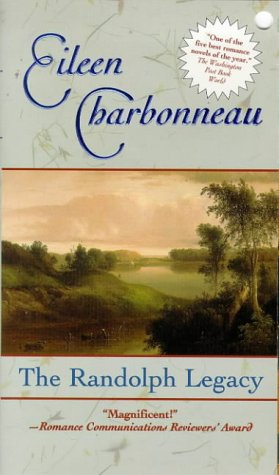 Eileen
Charbonneau
"One of the
five best romance
novels of the year."
The Washington
Post Book
World
The Randolph Legacy
"Magnificent!"
—Romance Communications Reviewers' Award